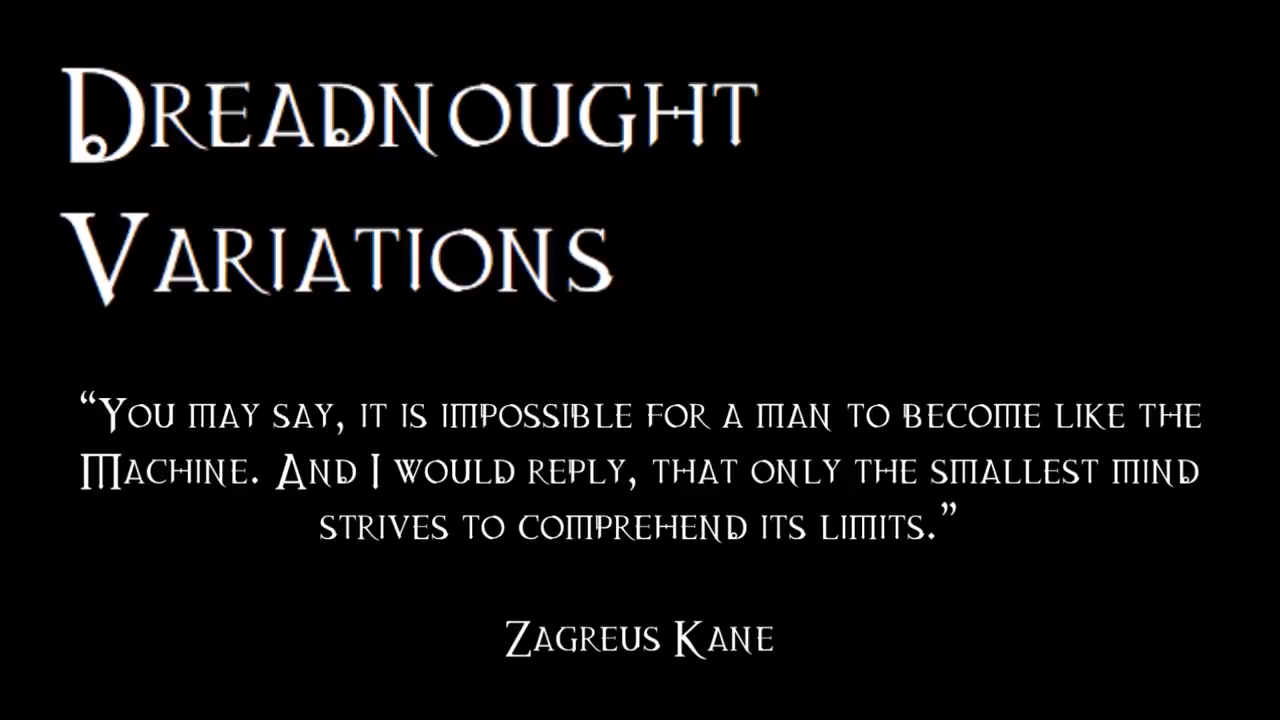 Dreadnought
Variations
“You may say, it is impossible for a man to become like the
Machine. And I would reply, that only the smallest mind
strives to comprehend its limits.”
Zagreus Kane